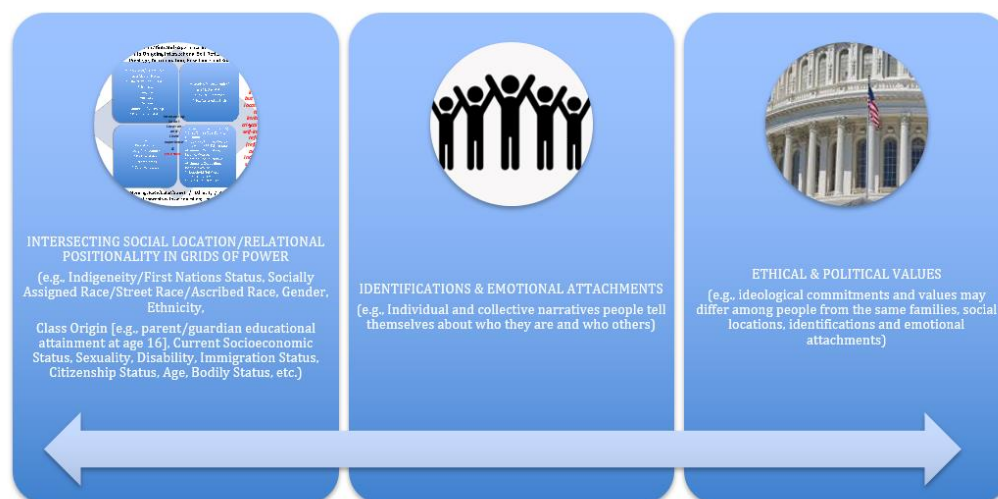 INTERSECTING SOCIAL LOCATION/RELATIONAL
POSITIONALITY IN GRIDS OF POWER
(e.g., Indigeneity/First Nations Status, Socially
Assigned Race/Street Race/Ascribed Race, Gender,
Ethnicity,
Class Origin [e.g., parent/guardian educational
attainment at age 16], Current Socioeconomic
Status, Sexuality, Disability, Immigration Status,
Citizenship Status, Age, Bodily Status, etc.)
IDENTIFICATIONS & EMOTIONAL ATTACHMENTS
(e.g., Individual and collective narratives people tell
themselves about who they are and who others)
ETHICAL & POLITICAL VALUES
(e.g., ideological commitments and values may
differ among people from the same families, social
locations, identifications and emotional
attachments)